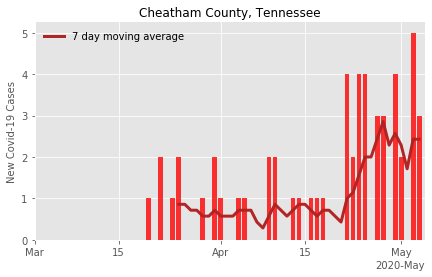 Cheatham County, Tennessee
7 day moving average
New Covid-19 Cases
5
4
3
2
1
0
Mar
15
Apr
15
May
2020-May